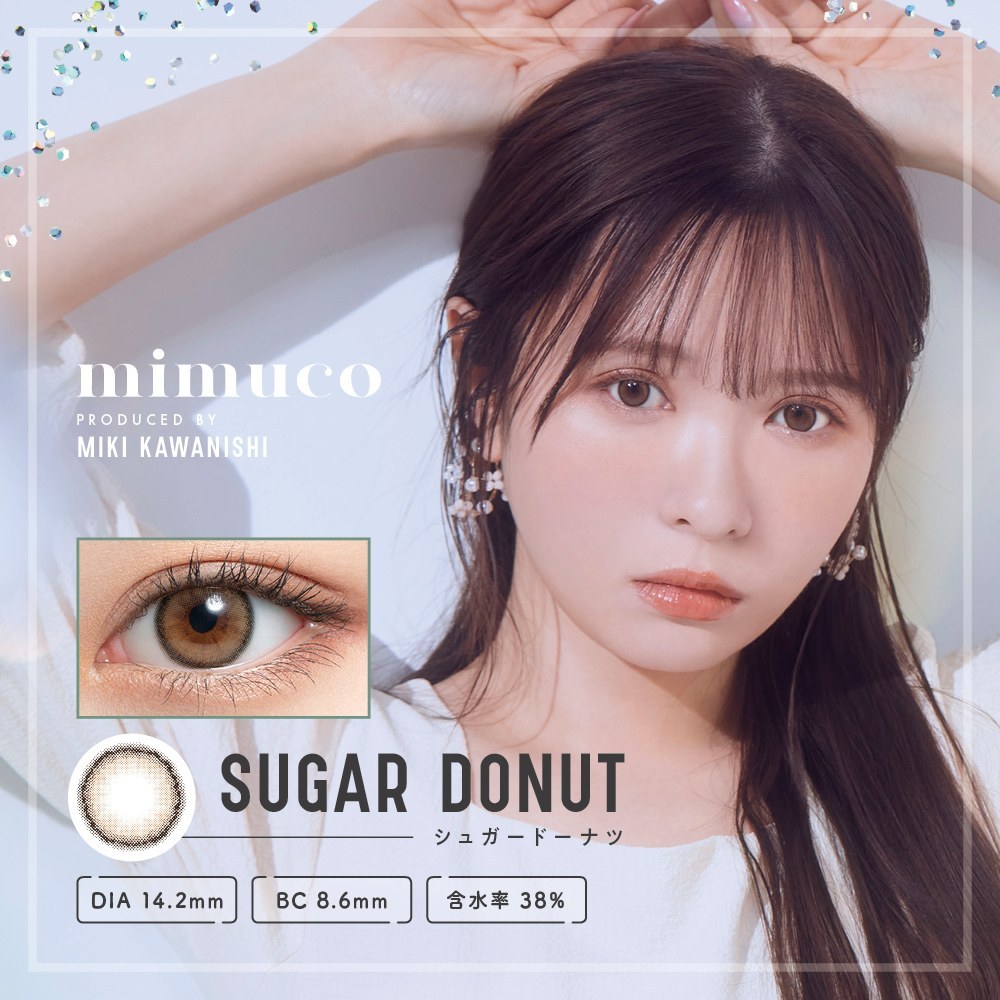 mimuco
PRODUCED BY
MIKI KAWANISHI
SUGAR DONUT
シュガードーナツ
DIA 14.2mm
BC 8.6mm
含水率 38%